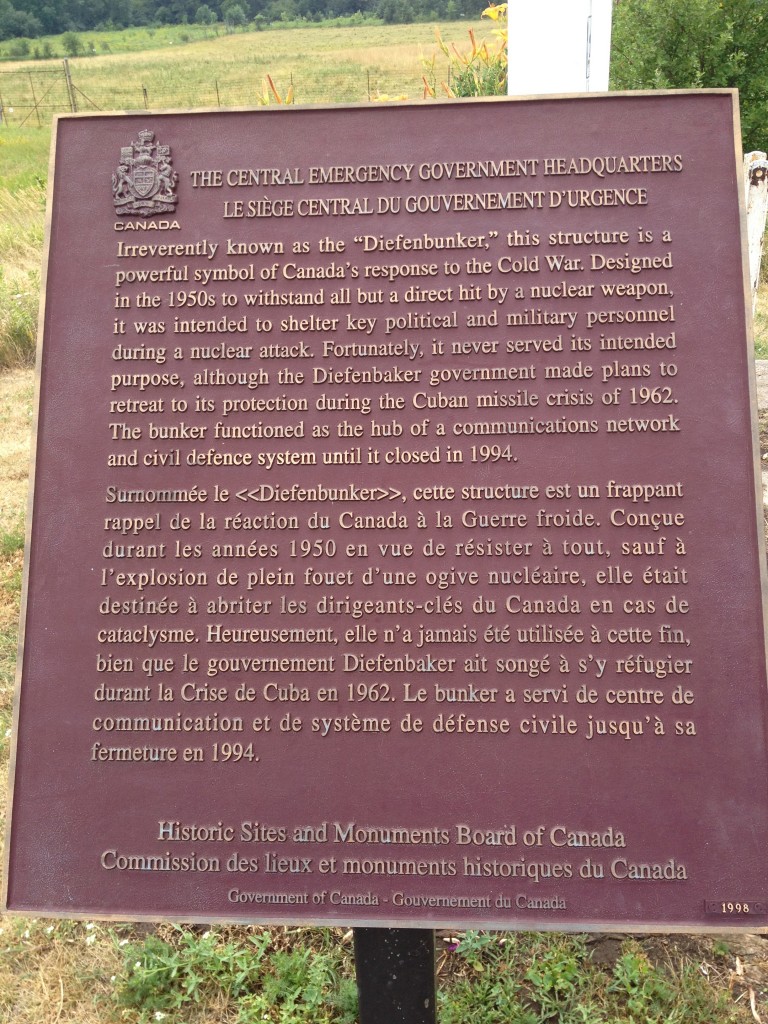 THE CENTRAL EMERGENCY GOVERNMENT HEADQUARTERS
LE SIÈGE CENTRAL DU GOUVERNEMENT D'URGENCE
CANADA
Irreverently known as the “Diefenbunker,” this structure is a
powerful symbol of Canada's response to the Cold War. Designed
in the 1950s to withstand all but a direct hit by a nuclear weapon,
it was intended to shelter key political and military personnel
during a nuclear attack. Fortunately, it never served its intended
purpose, although the Diefenbaker government made plans to
retreat to its protection during the Cuban missile crisis of 1962.
The bunker functioned as the hub of a communications network
and civil defence system until it closed in 1994.
Surnommée le <<Diefenbunker>>, cette structure est un frappant
rappel de la réaction du Canada à la Guerre froide. Conçue
durant les années 1950 en vue de résister à tout, sauf à
l'explosion de plein fouet d'une ogive nucléaire, elle était
destinée à abriter les dirigeants-clés du Canada en cas de
cataclysme. Heureusement, elle n'a jamais été utilisée à cette fin,
bien que le gouvernement Diefenbaker ait songé à s'y réfugier
durant la Crise de Cuba en 1962. Le bunker a servi de centre de
communication et de système de défense civile jusqu'à sa
fermeture en 1994.
Historic Sites and Monuments Board of Canada
Commission des lieux et monuments historiques du Canada
Government of Canada - Gouvernement du Canada
1998